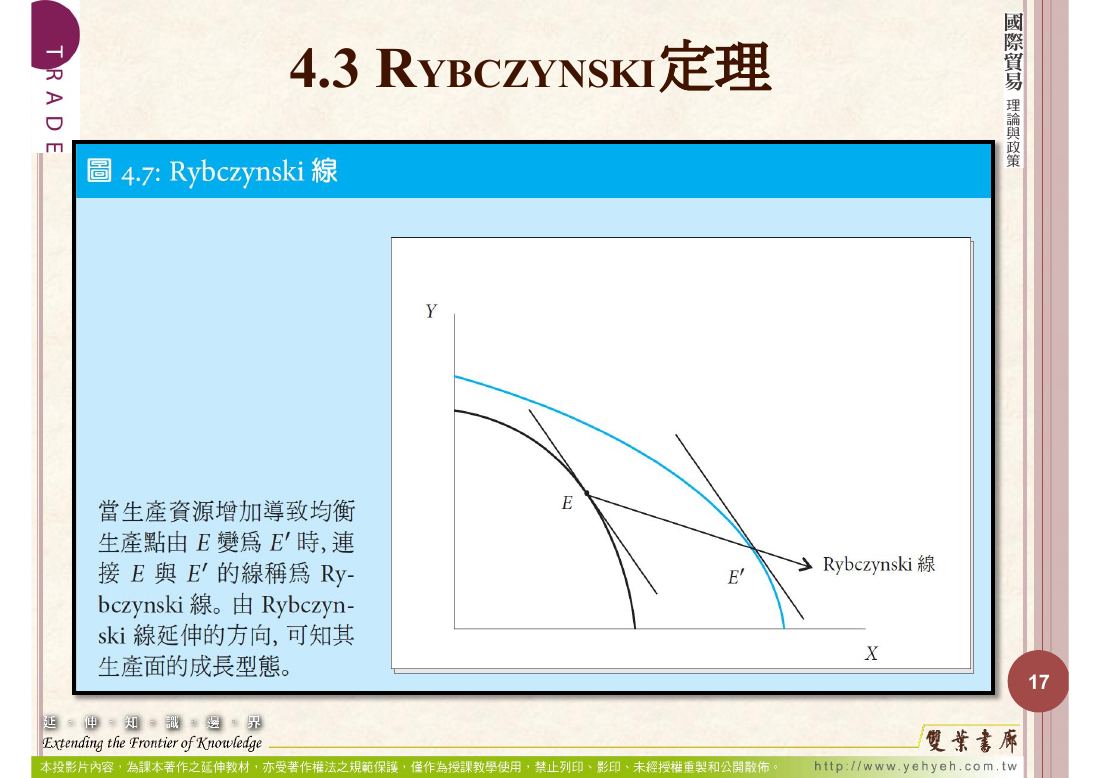 TRADE
4.3 RYBCZYNSKI定理
國際貿易 理論與政策
圖 4.7: Rybczynski 線
Y
E
E′
Rybczynski 線
X
當生產資源增加導致均衡
生產點由 E 變爲 E′ 時, 連
接 E 與 E′ 的線稱爲 Ry-
bczynski 線。由 Rybczyn-
ski 線延伸的方向, 可知其
生產面的成長型態。
17
延・伸・知・識・邊・界
Extending the Frontier of Knowledge
雙葉書廊
本投影片內容，為課本著作之延伸教材，亦受著作權法之規範保護，僅作為授課教學使用，禁止列印、影印、未經授權重製和公開散佈。
http://www.yehyeh.com.tw